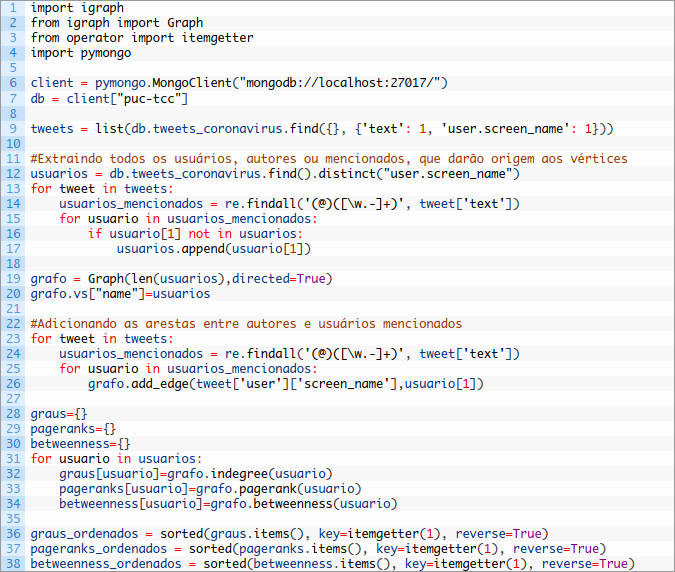 1 import igraph
2 from igraph import Graph
3 from operator import itemgetter
4 import pymongo
5
6 client = pymongo.MongoClient("mongodb://localhost:27017/")
7 db = client["puc-tcc"]
8
9 tweets = list(db.tweets_coronavirus.find({}, {'text': 1, 'user.screen_name': 1}))
10
11 #Extraindo todos os usuários, autores ou mencionados, que darão origem aos vértices
12 usuarios = db.tweets_coronavirus.find().distinct("user.screen_name")
13 for tweet in tweets:
14     usuarios_mencionados = re.findall('(@)([\w.-]+)', tweet['text'])
15     for usuario in usuarios_mencionados:
16         if usuario[1] not in usuarios:
17             usuarios.append(usuario[1])
18
19 grafo = Graph(len(usuarios),directed=True)
20 grafo.vs["name"]=usuarios
21
22 #Adicionando as arestas entre autores e usuários mencionados
23 for tweet in tweets:
24     usuarios_mencionados = re.findall('(@)([\w.-]+)', tweet['text'])
25     for usuario in usuarios_mencionados:
26         grafo.add_edge(tweet['user']['screen_name'],usuario[1])
27
28 graus={}
29 pageranks={}
30 betweenness={}
31 for usuario in usuarios:
32     graus[usuario]=grafo.indegree(usuario)
33     pageranks[usuario]=grafo.pagerank(usuario)
34     betweenness[usuario]=grafo.betweenness(usuario)
35
36 graus_ordenados = sorted(graus.items(), key=itemgetter(1), reverse=True)
37 pageranks_ordenados = sorted(pageranks.items(), key=itemgetter(1), reverse=True)
38 betweenness_ordenados = sorted(betweenness.items(), key=itemgetter(1), reverse=True)